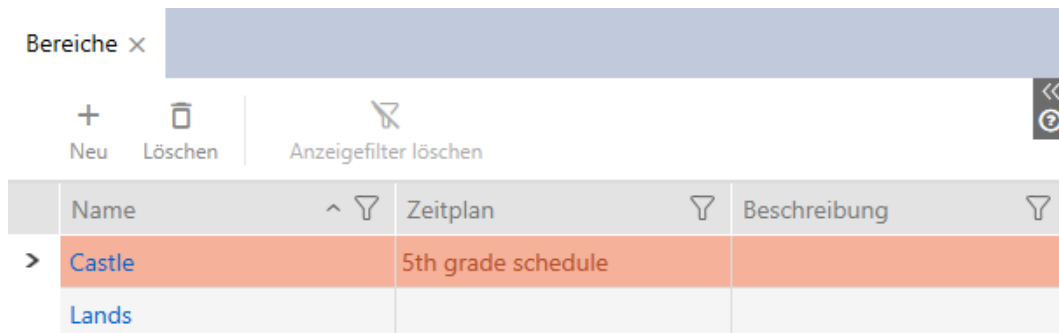 Bereiche
Neu Löschen Anzeigefilter löschen
Name Zeitplan Beschreibung
Castle 5th grade schedule
Lands